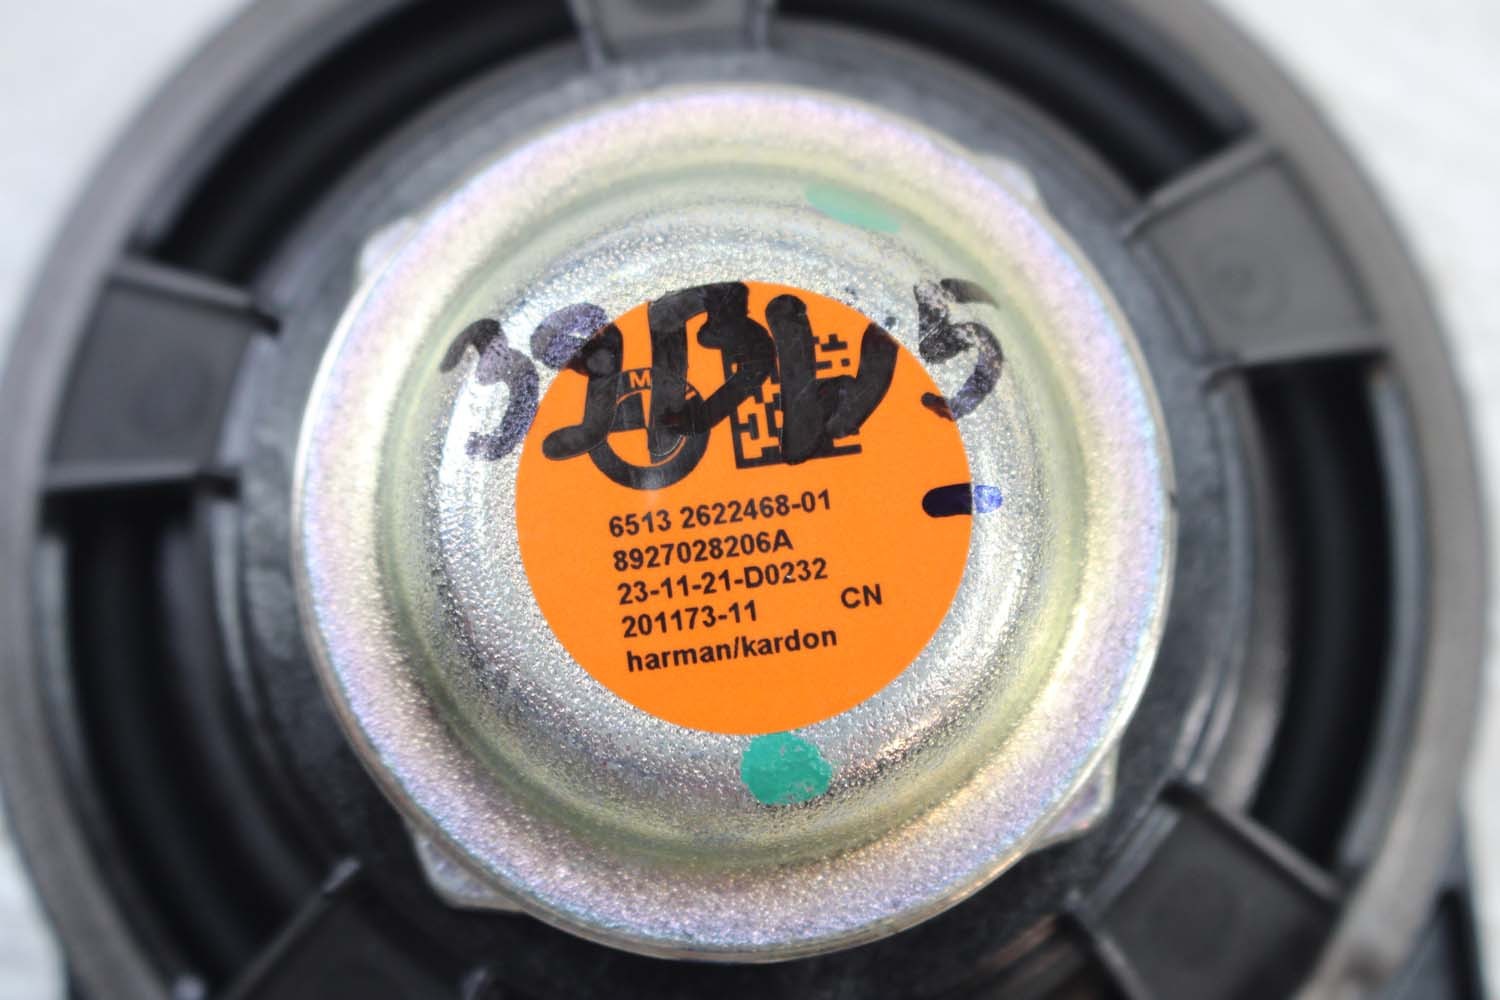 M
6513 2622468-01
8927028206A
23-11-21-D0232
201173-11 CN
harman/kardon